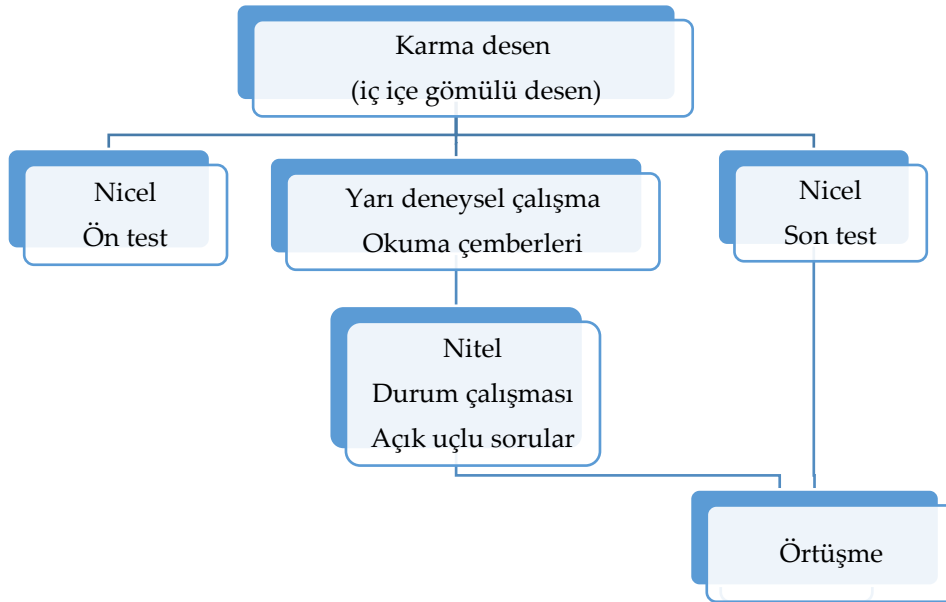 Karma desen
(iç içe gömülü desen)
Nicel
Ön test
Yarı deneysel çalışma
Okuma çemberleri
Nicel
Son test
Nitel
Durum çalışması
Açık uçlu sorular
Örtüşme